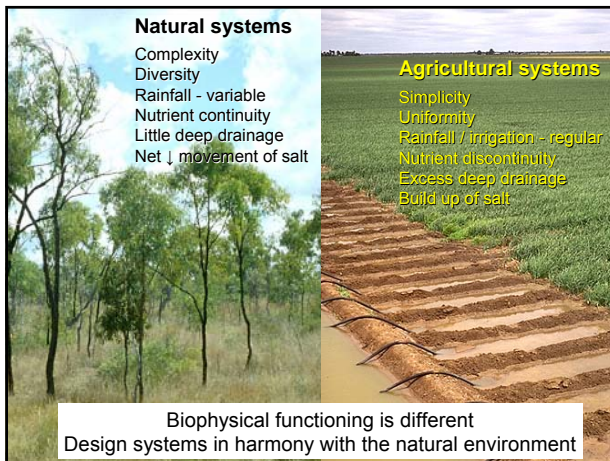 Natural systems
Complexity
Diversity
Rainfall - variable
Nutrient continuity
Little deep drainage
Net ↓ movement of salt
Agricultural systems
Simplicity
Uniformity
Rainfall / irrigation - regular
Nutrient discontinuity
Excess deep drainage
Build up of salt
Biophysical functioning is different
Design systems in harmony with the natural environment